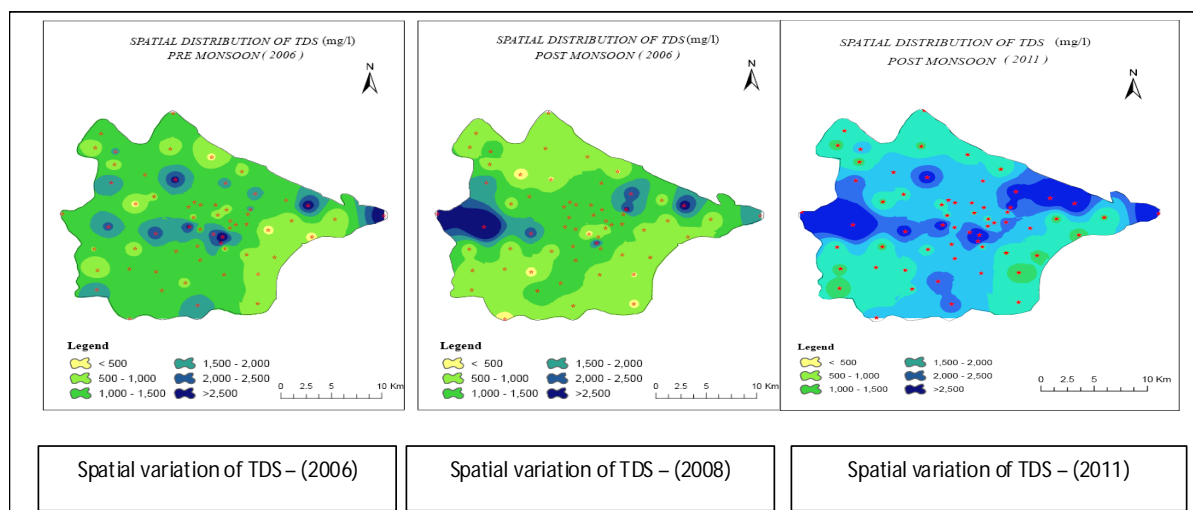 SPATIAL DISTRIBUTION OF TDS (mg/l)
PRE MONSOON ( 2006 )
N
Legend
< 500
500 - 1,000
1,000 - 1,500
1,500 - 2,000
2,000 - 2,500
>2,500
0 2.5 5 10 Km
SPATIAL DISTRIBUTION OF TDS (mg/l)
POST MONSOON ( 2006 )
N
Legend
< 500
500 - 1,000
1,000 - 1,500
1,500 - 2,000
2,000 - 2,500
>2,500
0 2.5 5 10 Km
SPATIAL DISTRIBUTION OF TDS (mg/l)
POST MONSOON ( 2011 )
N
Legend
< 500
500 - 1,000
1,000 - 1,500
1,500 - 2,000
2,000 - 2,500
>2,500
0 2.5 5 10 Km
Spatial variation of TDS – (2006)
Spatial variation of TDS – (2008)
Spatial variation of TDS – (2011)